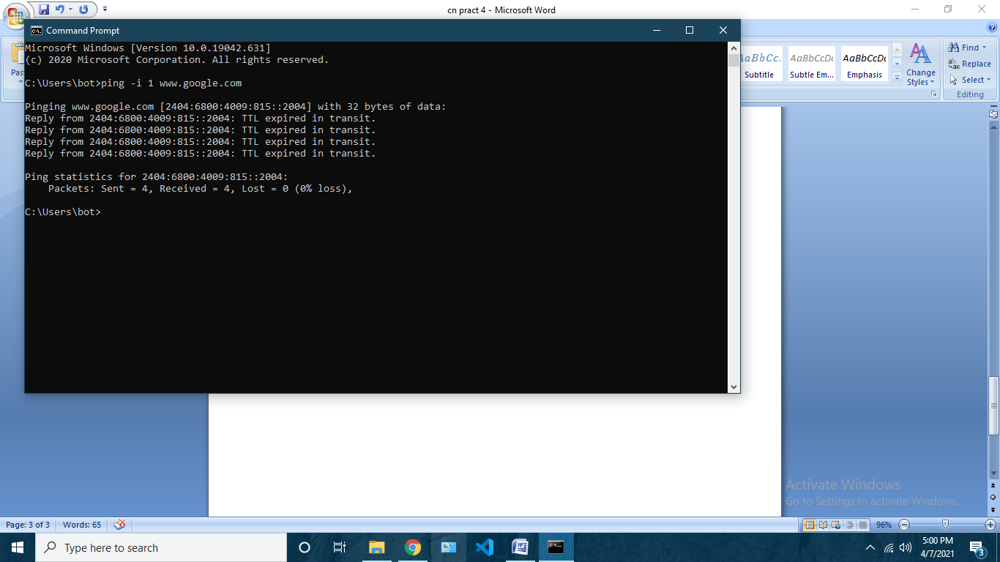 cn pract 4 - Microsoft Word
Command Prompt
Microsoft Windows [Version 10.0.19042.631]
(c) 2020 Microsoft Corporation. All rights reserved.
C:\Users\bot>ping -i 1 www.google.com
Pinging www.google.com [2404:6800:4009:815::2004] with 32 bytes of data:
Reply from 2404:6800:4009:815::2004: TTL expired in transit.
Reply from 2404:6800:4009:815::2004: TTL expired in transit.
Reply from 2404:6800:4009:815::2004: TTL expired in transit.
Reply from 2404:6800:4009:815::2004: TTL expired in transit.
Ping statistics for 2404:6800:4009:815::2004:
    Packets: Sent = 4, Received = 4, Lost = 0 (0% loss),
C:\Users\bot>
Pas
AaBbCc. AaBbCcDc AaBbCcDc
Subtitle Subtle Em... Emphasis
Change
Styles
Find
Replace
Select
Editing
Activate Windows
Go to Settings to activate Windows.
Page: 3 of 3 Words: 65 96%
Type here to search
5:00 PM
4/7/2021
3